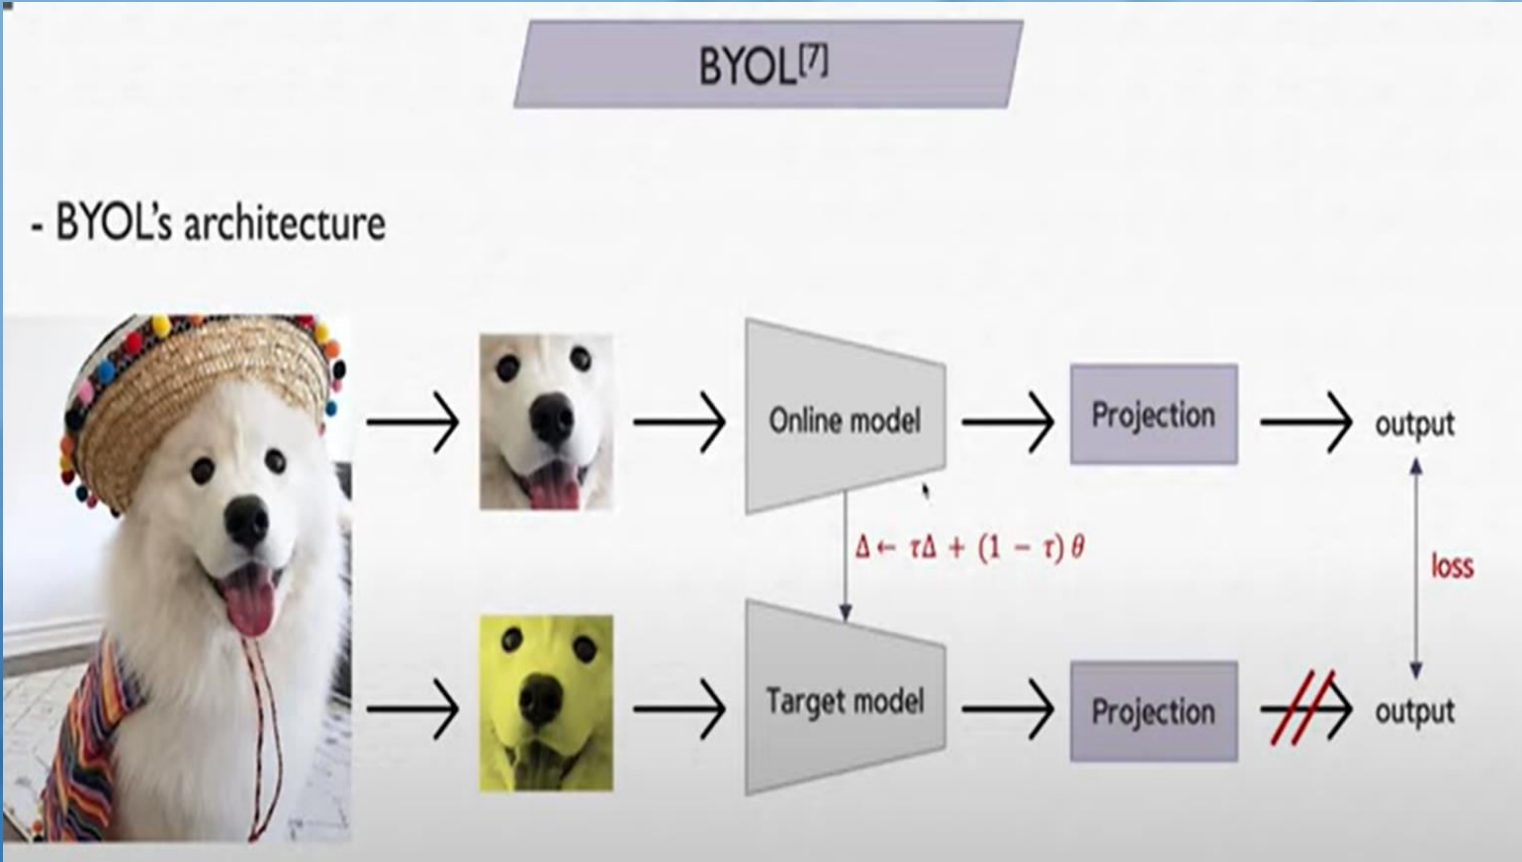 BYOL[7]
- BYOL's architecture
Online model
Projection
output
Δ ← τΔ + (1 − τ) θ
loss
Target model
Projection
output